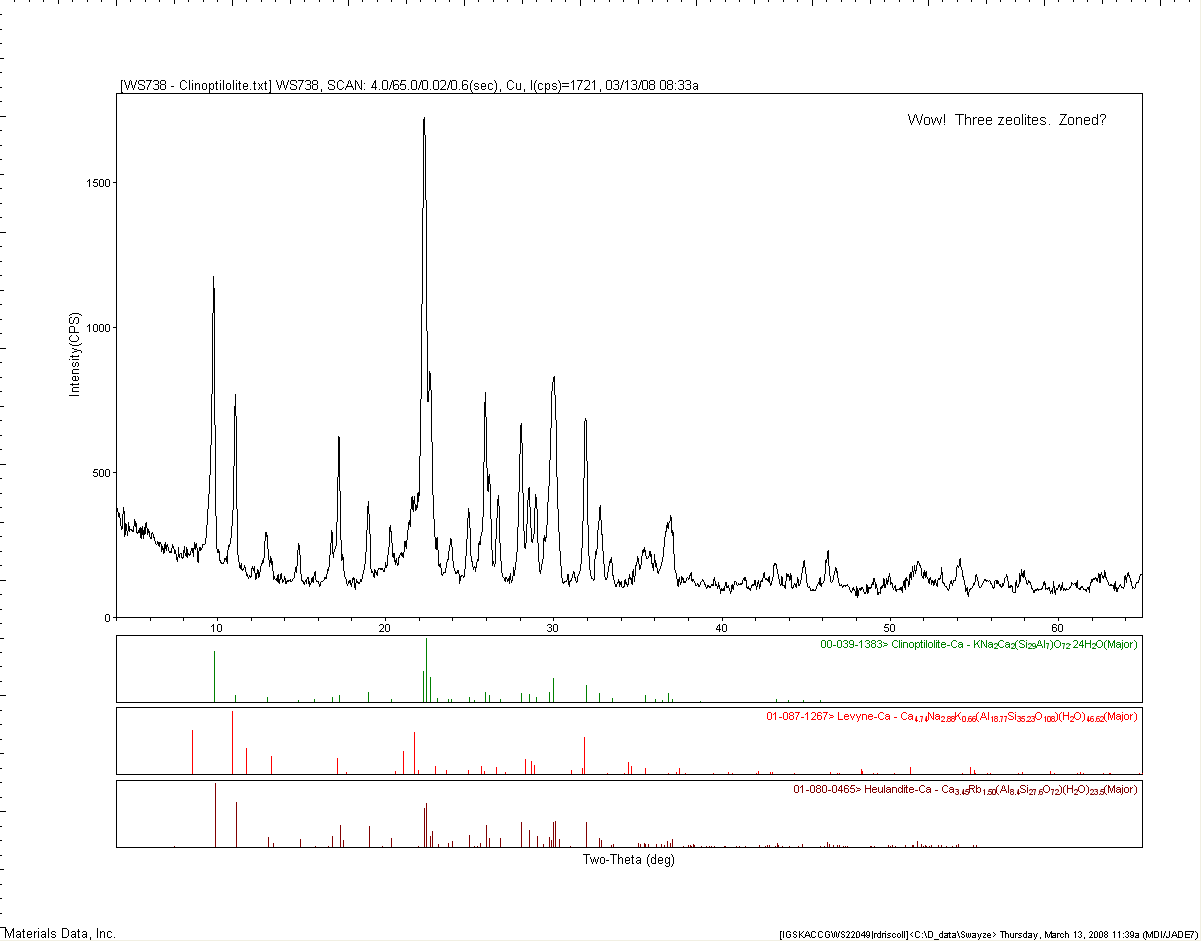 [WS738 - Clinoptilolite.txt] WS738, SCAN: 4.0/65.0/0.02/0.6(sec), Cu, I(cps)=1721, 03/13/08 08:33a
Wow! Three zeolites. Zoned?
1500
1000
500
0
Intensity(CPS)
10 20 30 40 50 60
00-039-1383> Clinoptilolite-Ca - KNa2Ca2(Si29Al7)O72·24H2O(Major)
01-087-1267> Levyne-Ca - Ca4.74Na2.88K0.66(Al18.77Si35.23O108)(H2O)46.62(Major)
01-080-0465> Heulandite-Ca - Ca3.45Rb1.50(Al8.4Si27.6O72)(H2O)23.5(Major)
Two-Theta (deg)
Materials Data, Inc.
[IGSKACCGWS22049|rdriscoll]<C:\D_data\Swayze> Thursday, March 13, 2008 11:39a (MDI/JADE7)